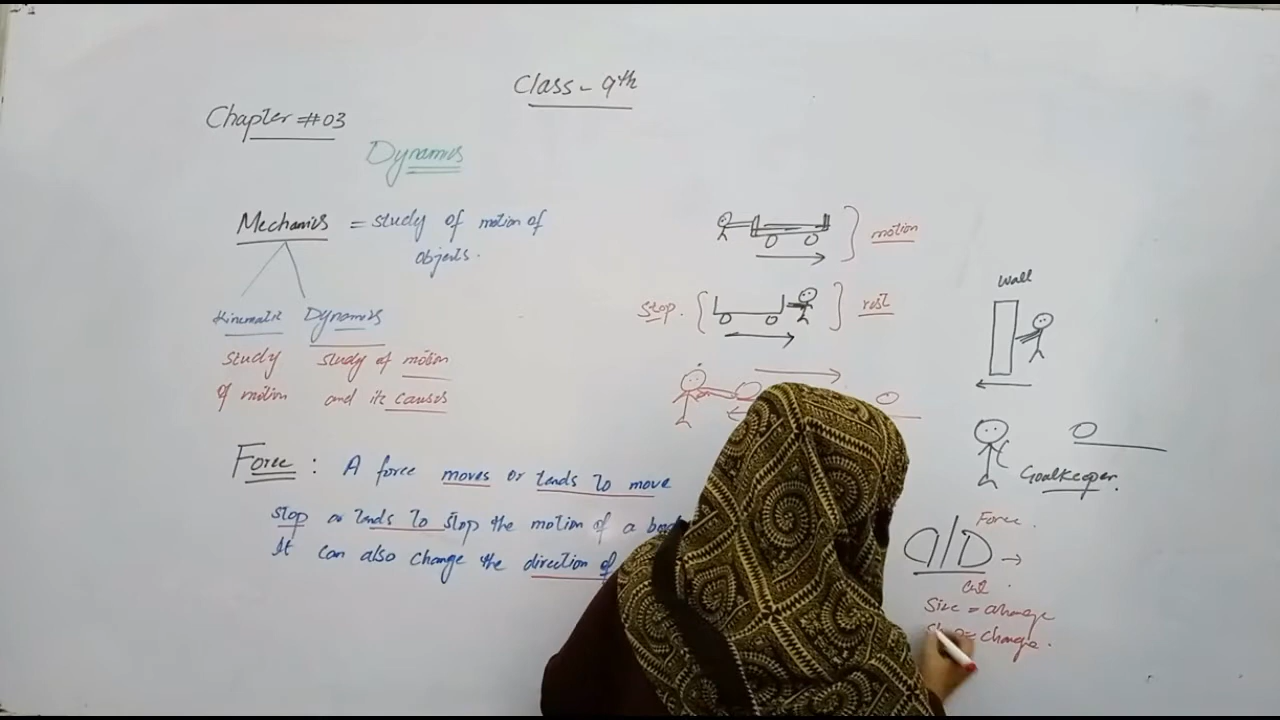 Class - 9th
Chapter #03
Dynamics
Mechanics = study of motion of
objects.
Kinematic Dynamics
study study of motion
of motion and its causes
Force : A force moves or tends to move
stop or tends to stop the motion of a
It can also change the direction of
motion
Stop. rest
Wall
Goalkeeper.
Force.
Cut.
Size = change
= change.